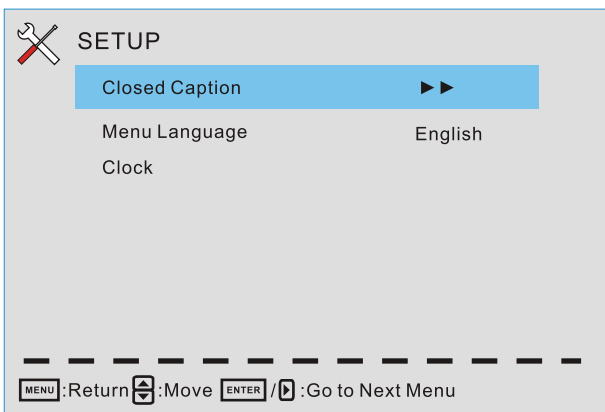 SETUP
Closed Caption ►►
Menu Language English
Clock
MENU:Return :Move ENTER/ :Go to Next Menu